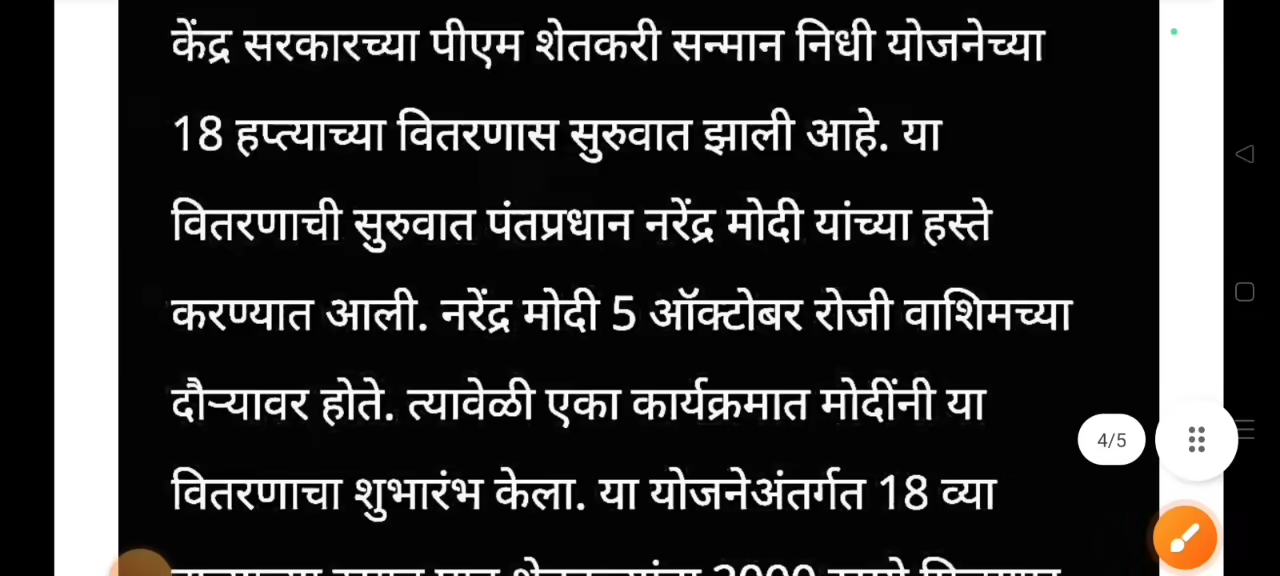 केंद्र सरकारच्या पीएम शेतकरी सन्मान निधी योजनेच्या
18 हप्त्याच्या वितरणास सुरुवात झाली आहे. या
वितरणाची सुरुवात पंतप्रधान नरेंद्र मोदी यांच्या हस्ते
करण्यात आली. नरेंद्र मोदी 5 ऑक्टोबर रोजी वाशिमच्या
दौऱ्यावर होते. त्यावेळी एका कार्यक्रमात मोदींनी या
4/5
वितरणाचा शुभारंभ केला. या योजनेअंतर्गत 18 व्या